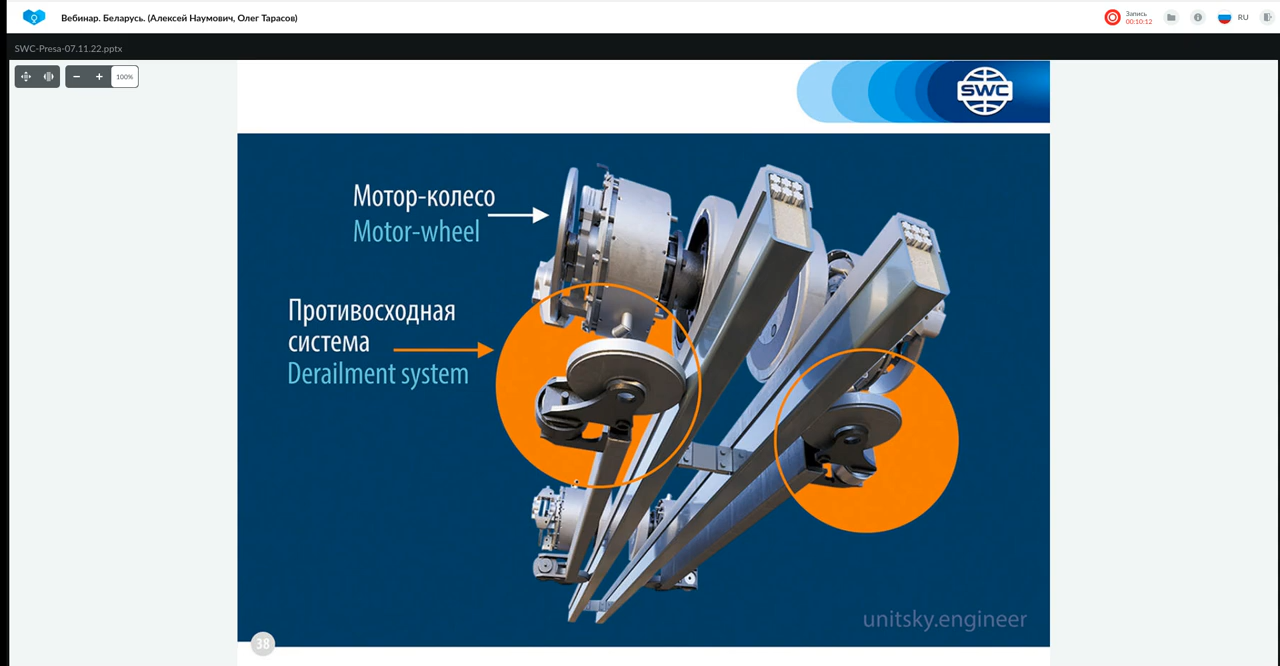 Вебинар. Беларусь. (Алексей Наумович, Олег Тарасов)
Запись
00:10:12
RU
SWC-Presa-07.11.22.pptx
100%
SWC
Мотор-колесо
Motor-wheel
Противосходная
система
Derailment system
unitsky.engineer
38